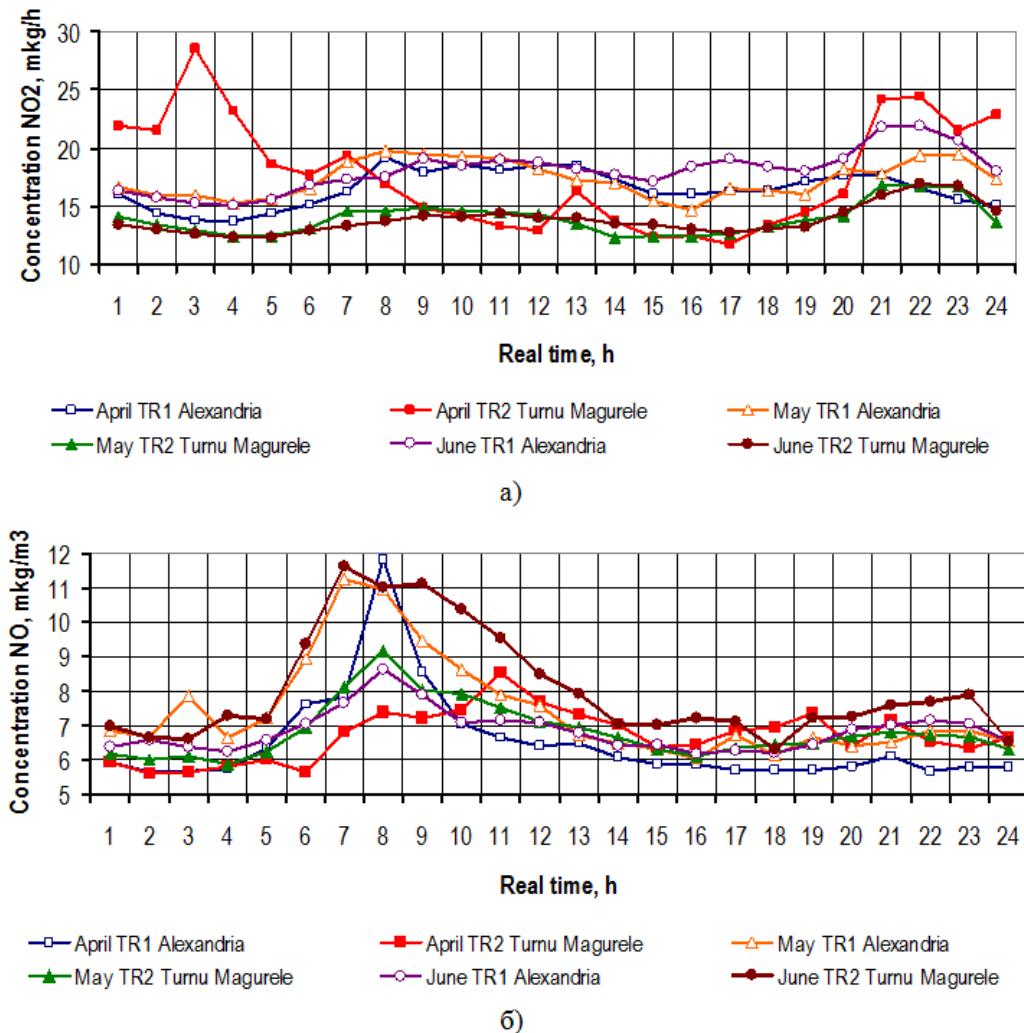 Concentration NO2, mkg/h
30
25
20
15
10
1 2 3 4 5 6 7 8 9 10 11 12 13 14 15 16 17 18 19 20 21 22 23 24
Real time, h
April TR1 Alexandria April TR2 Turnu Magurele May TR1 Alexandria
May TR2 Turnu Magurele June TR1 Alexandria June TR2 Turnu Magurele
а)
Concentration NO, mkg/m3
12
11
10
9
8
7
6
5
1 2 3 4 5 6 7 8 9 10 11 12 13 14 15 16 17 18 19 20 21 22 23 24
Real time, h
April TR1 Alexandria April TR2 Turnu Magurele May TR1 Alexandria
May TR2 Turnu Magurele June TR1 Alexandria June TR2 Turnu Magurele
б)